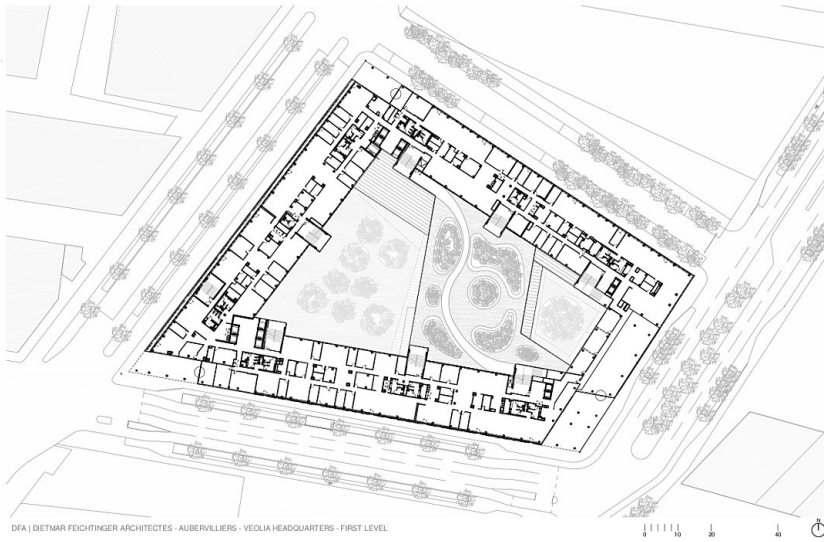 DFA | DIETMAR FEICHTINGER ARCHITECTES - AUBERVILLIERS - VEOLIA HEADQUARTERS - FIRST LEVEL
0 10 20 40
N